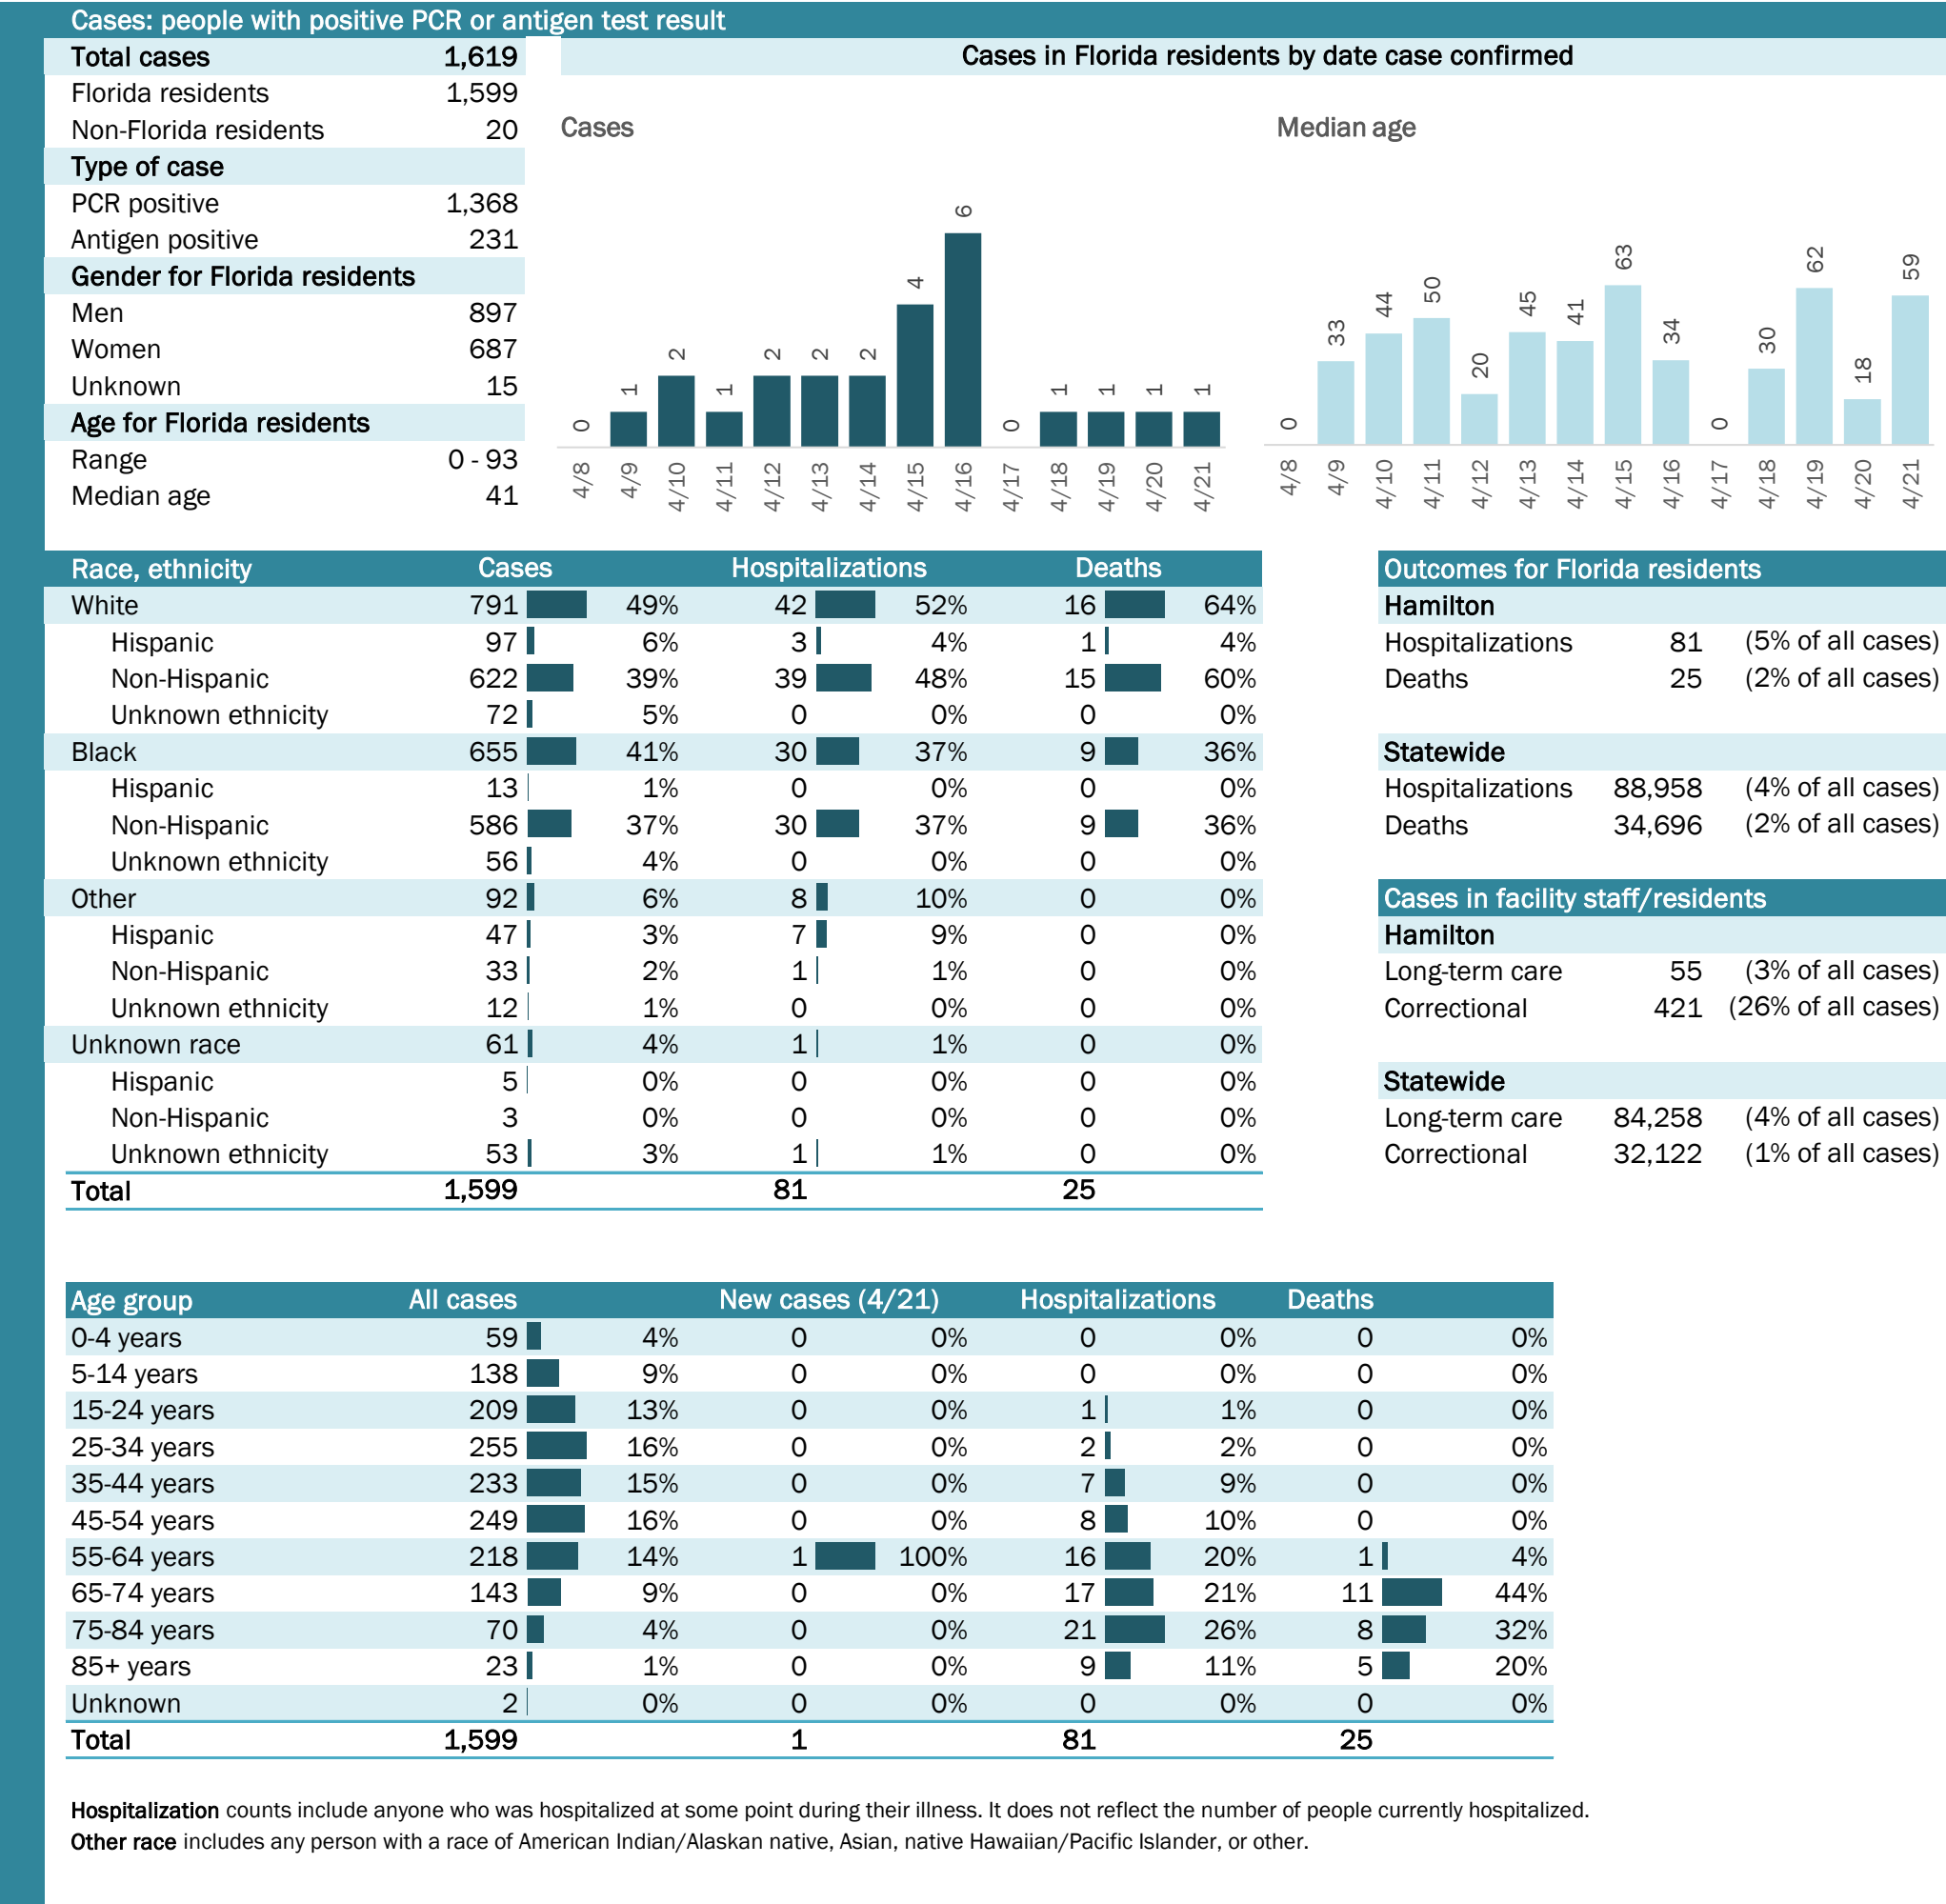 Cases: people with positive PCR or antigen test result
Total cases 1,619
Florida residents 1,599
Non-Florida residents 20
Type of case
PCR positive 1,368
Antigen positive 231
Gender for Florida residents
Men 897
Women 687
Unknown 15
Age for Florida residents
Range 0 - 93
Median age 41
Cases in Florida residents by date case confirmed
Cases
0 1 2 1 2 2 2 4 6 0 1 1 1 1
4/8 4/9 4/10 4/11 4/12 4/13 4/14 4/15 4/16 4/17 4/18 4/19 4/20 4/21
Median age
0 33 44 50 20 45 41 63 34 0 30 62 18 59
4/8 4/9 4/10 4/11 4/12 4/13 4/14 4/15 4/16 4/17 4/18 4/19 4/20 4/21
Race, ethnicity Cases Hospitalizations Deaths
White 791 49% 42 52% 16 64%
Hispanic 97 6% 3 4% 1 4%
Non-Hispanic 622 39% 39 48% 15 60%
Unknown ethnicity 72 5% 0 0% 0 0%
Black 655 41% 30 37% 9 36%
Hispanic 13 1% 0 0% 0 0%
Non-Hispanic 586 37% 30 37% 9 36%
Unknown ethnicity 56 4% 0 0% 0 0%
Other 92 6% 8 10% 0 0%
Hispanic 47 3% 7 9% 0 0%
Non-Hispanic 33 2% 1 1% 0 0%
Unknown ethnicity 12 1% 0 0% 0 0%
Unknown race 61 4% 1 1% 0 0%
Hispanic 5 0% 0 0% 0 0%
Non-Hispanic 3 0% 0 0% 0 0%
Unknown ethnicity 53 3% 1 1% 0 0%
Total 1,599 81 25
Outcomes for Florida residents
Hamilton
Hospitalizations 81 (5% of all cases)
Deaths 25 (2% of all cases)
Statewide
Hospitalizations 88,958 (4% of all cases)
Deaths 34,696 (2% of all cases)
Cases in facility staff/residents
Hamilton
Long-term care 55 (3% of all cases)
Correctional 421 (26% of all cases)
Statewide
Long-term care 84,258 (4% of all cases)
Correctional 32,122 (1% of all cases)
Age group All cases New cases (4/21) Hospitalizations Deaths
0-4 years 59 4% 0 0% 0 0% 0 0%
5-14 years 138 9% 0 0% 0 0% 0 0%
15-24 years 209 13% 0 0% 1 1% 0 0%
25-34 years 255 16% 0 0% 2 2% 0 0%
35-44 years 233 15% 0 0% 7 9% 0 0%
45-54 years 249 16% 0 0% 8 10% 0 0%
55-64 years 218 14% 1 100% 16 20% 1 4%
65-74 years 143 9% 0 0% 17 21% 11 44%
75-84 years 70 4% 0 0% 21 26% 8 32%
85+ years 23 1% 0 0% 9 11% 5 20%
Unknown 2 0% 0 0% 0 0% 0 0%
Total 1,599 1 81 25
Hospitalization counts include anyone who was hospitalized at some point during their illness. It does not reflect the number of people currently hospitalized.
Other race includes any person with a race of American Indian/Alaskan native, Asian, native Hawaiian/Pacific Islander, or other.